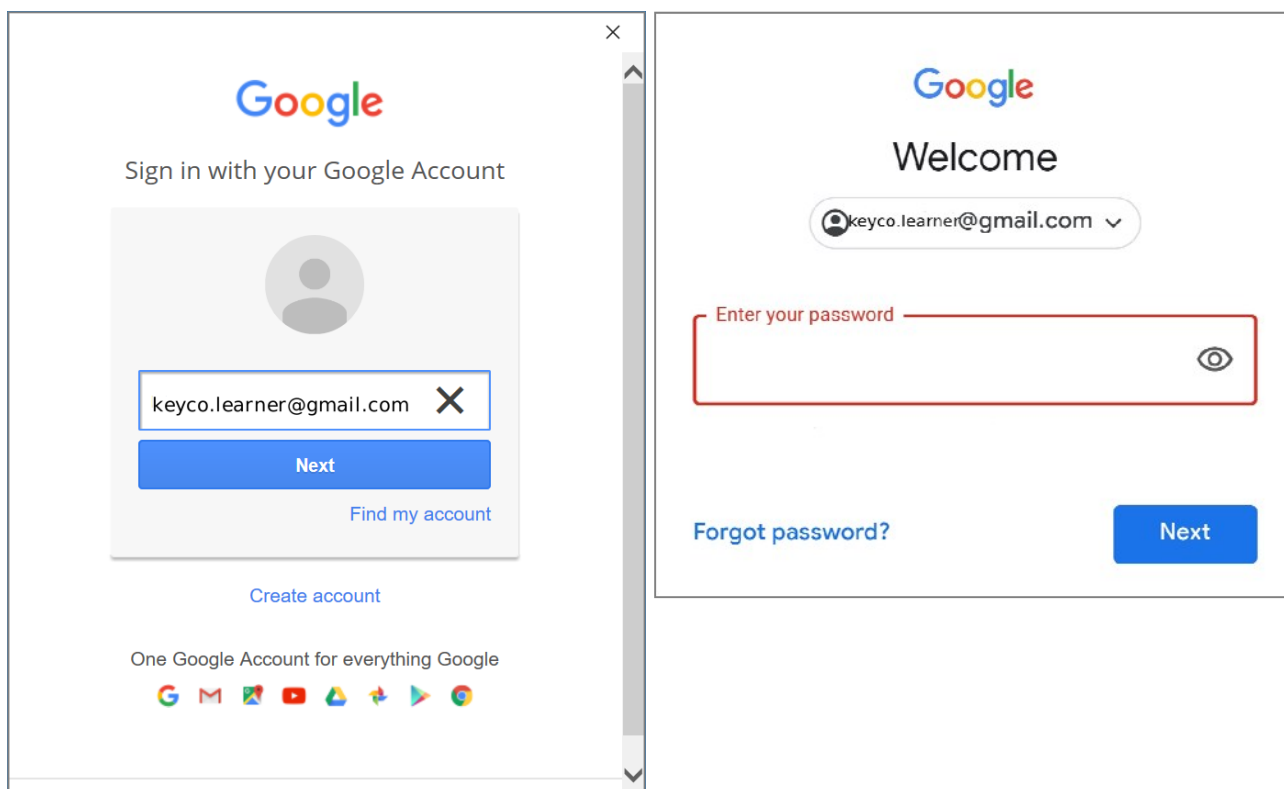 Google
Sign in with your Google Account
keyco.learner@gmail.com
Next
Find my account
Create account
One Google Account for everything Google
Google
Welcome
keyco.learner@gmail.com
Enter your password
Forgot password?
Next